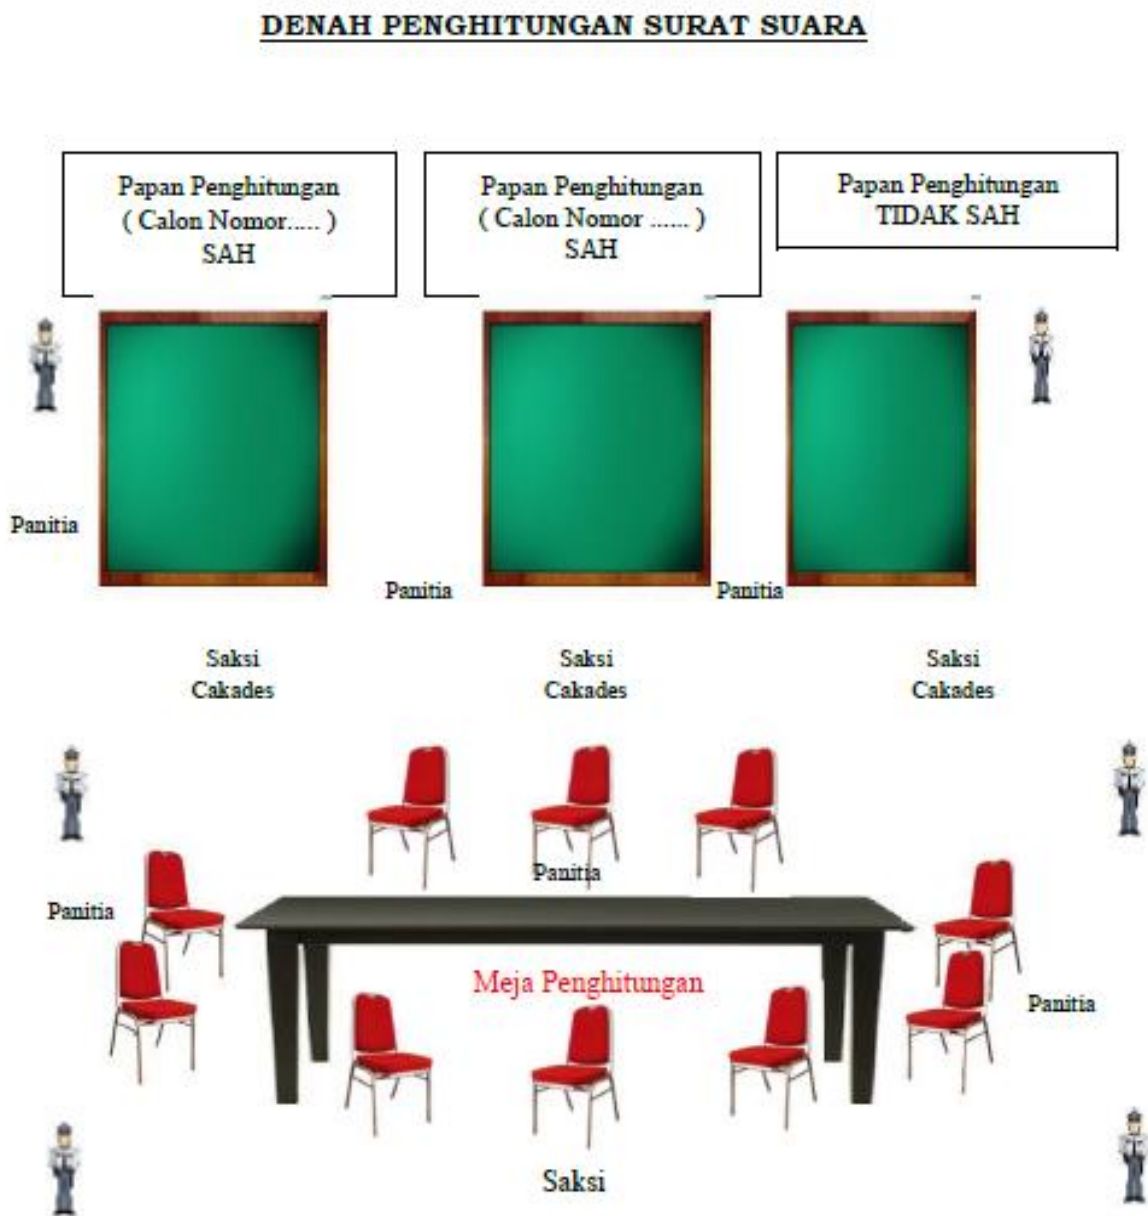 DENAH PENGHITUNGAN SURAT SUARA
Papan Penghitungan
( Calon Nomor..... )
SAH
Papan Penghitungan
( Calon Nomor ...... )
SAH
Papan Penghitungan
TIDAK SAH
Panitia
Panitia
Panitia
Saksi
Cakades
Saksi
Cakades
Saksi
Cakades
Panitia
Panitia
Meja Penghitungan
Panitia
Saksi